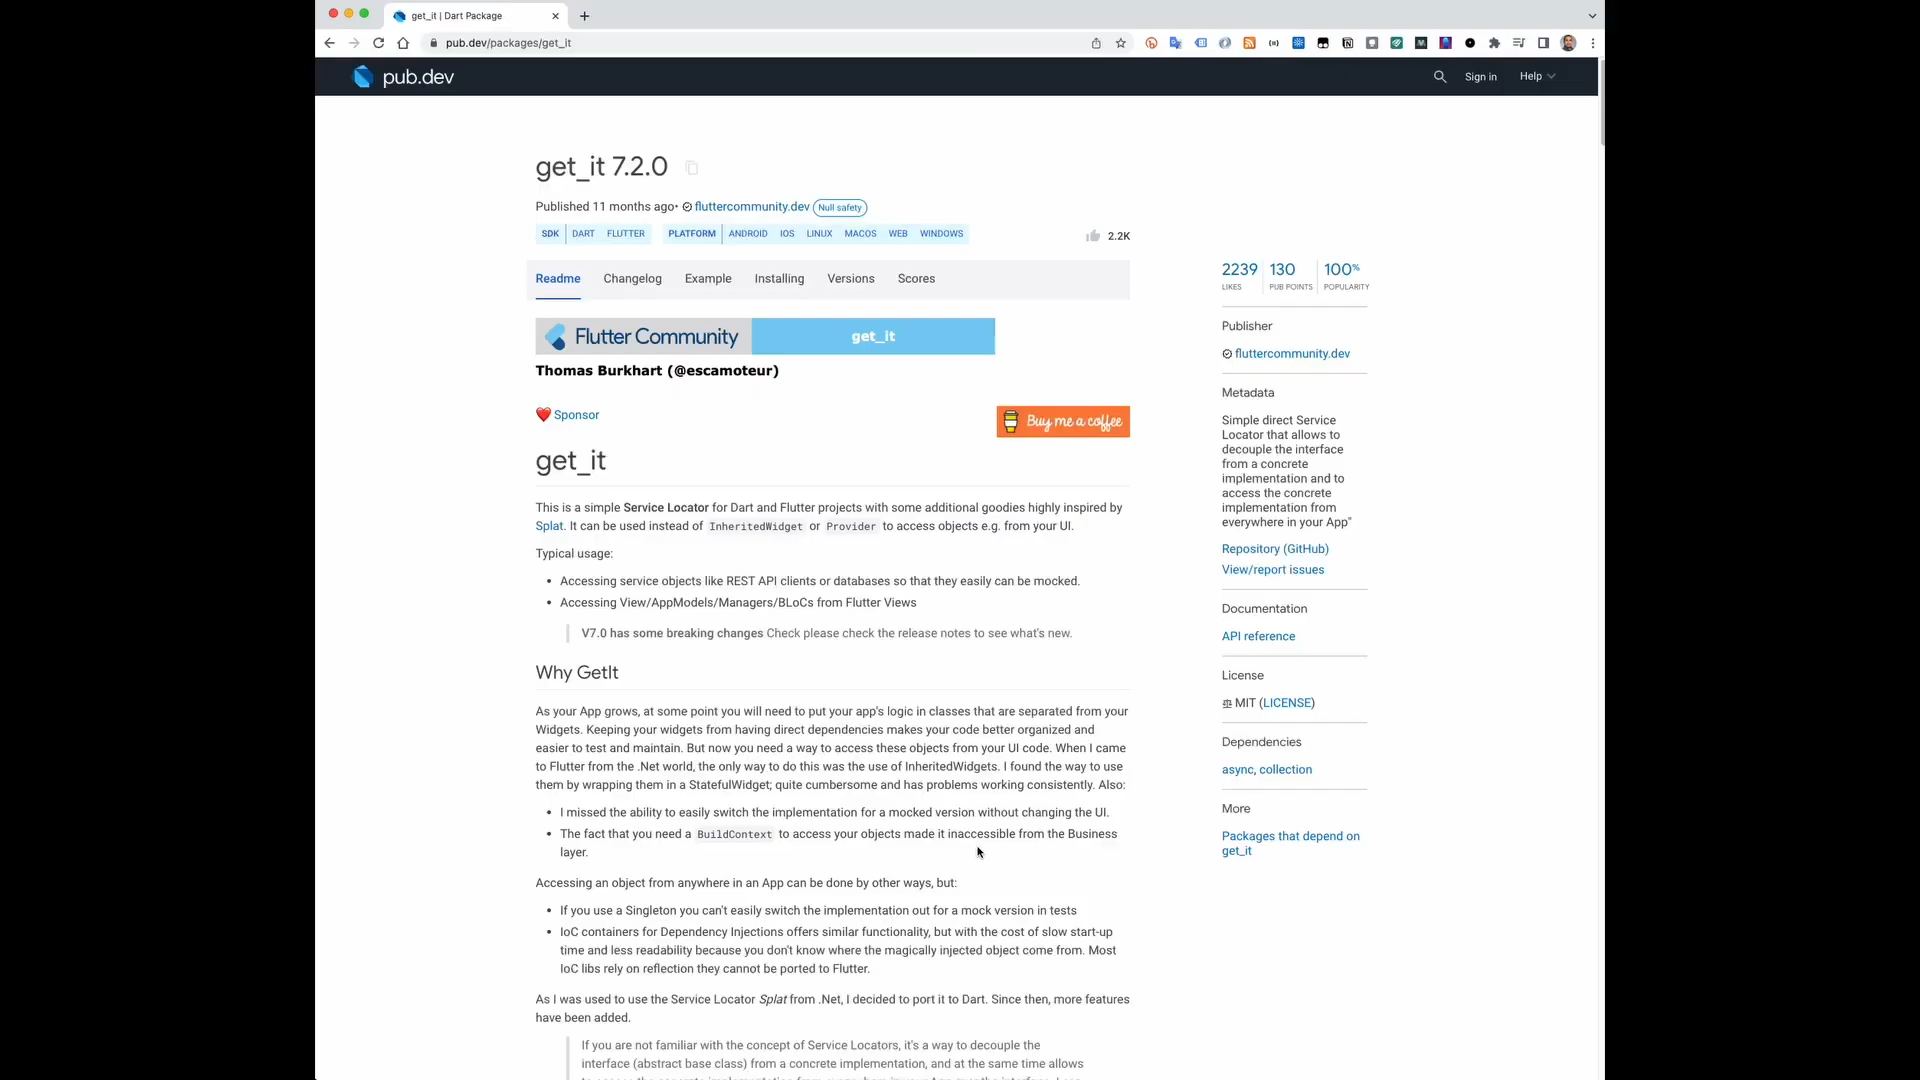 get_it | Dart Package
pub.dev/packages/get_it
pub.dev
Sign in
Help
get_it 7.2.0
Published 11 months ago• fluttercommunity.dev Null safety
SDK DART FLUTTER PLATFORM ANDROID IOS LINUX MACOS WEB WINDOWS
2.2K
Readme Changelog Example Installing Versions Scores
Flutter Community get_it
Thomas Burkhart (@escamoteur)
Sponsor
Buy me a coffee
get_it
This is a simple Service Locator for Dart and Flutter projects with some additional goodies highly inspired by
Splat. It can be used instead of InheritedWidget or Provider to access objects e.g. from your UI.
Typical usage:
• Accessing service objects like REST API clients or databases so that they easily can be mocked.
• Accessing View/AppModels/Managers/BLoCs from Flutter Views
V7.0 has some breaking changes Check please check the release notes to see what's new.
Why GetIt
As your App grows, at some point you will need to put your app's logic in classes that are separated from your
Widgets. Keeping your widgets from having direct dependencies makes your code better organized and
easier to test and maintain. But now you need a way to access these objects from your UI code. When I came
to Flutter from the .Net world, the only way to do this was the use of InheritedWidgets. I found the way to use
them by wrapping them in a StatefulWidget; quite cumbersome and has problems working consistently. Also:
• I missed the ability to easily switch the implementation for a mocked version without changing the UI.
• The fact that you need a BuildContext to access your objects made it inaccessible from the Business
layer.
Accessing an object from anywhere in an App can be done by other ways, but:
• If you use a Singleton you can't easily switch the implementation out for a mock version in tests
• IoC containers for Dependency Injections offers similar functionality, but with the cost of slow start-up
time and less readability because you don't know where the magically injected object come from. Most
IoC libs rely on reflection they cannot be ported to Flutter.
As I was used to use the Service Locator Splat from .Net, I decided to port it to Dart. Since then, more features
have been added.
If you are not familiar with the concept of Service Locators, it's a way to decouple the
interface (abstract base class) from a concrete implementation, and at the same time allows
2239 130 100%
LIKES PUB POINTS POPULARITY
Publisher
fluttercommunity.dev
Metadata
Simple direct Service
Locator that allows to
decouple the interface
from a concrete
implementation and to
access the concrete
implementation from
everywhere in your App"
Repository (GitHub)
View/report issues
Documentation
API reference
License
MIT (LICENSE)
Dependencies
async, collection
More
Packages that depend on
get_it